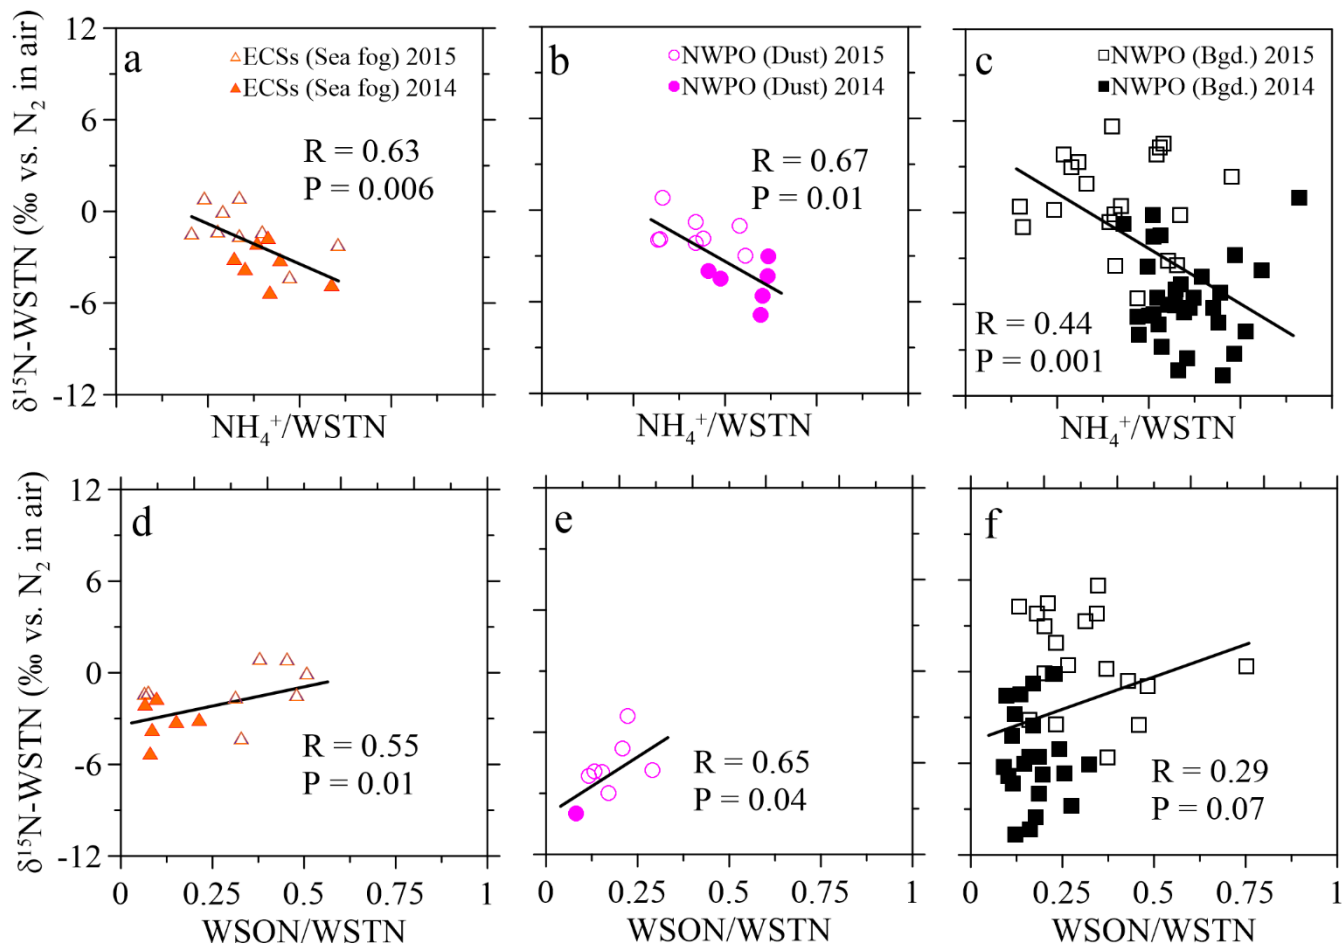 δ¹⁵N-WSTN (‰ vs. N₂ in air)
12
6
0
-6
-12
a
ECSs (Sea fog) 2015
ECSs (Sea fog) 2014
R = 0.63
P = 0.006
NH₄⁺/WSTN
b
NWPO (Dust) 2015
NWPO (Dust) 2014
R = 0.67
P = 0.01
NH₄⁺/WSTN
c
NWPO (Bgd.) 2015
NWPO (Bgd.) 2014
R = 0.44
P = 0.001
NH₄⁺/WSTN
δ¹⁵N-WSTN (‰ vs. N₂ in air)
12
6
0
-6
-12
d
R = 0.55
P = 0.01
0 0.25 0.5 0.75 1
WSON/WSTN
e
R = 0.65
P = 0.04
0 0.25 0.5 0.75 1
WSON/WSTN
f
R = 0.29
P = 0.07
0 0.25 0.5 0.75 1
WSON/WSTN